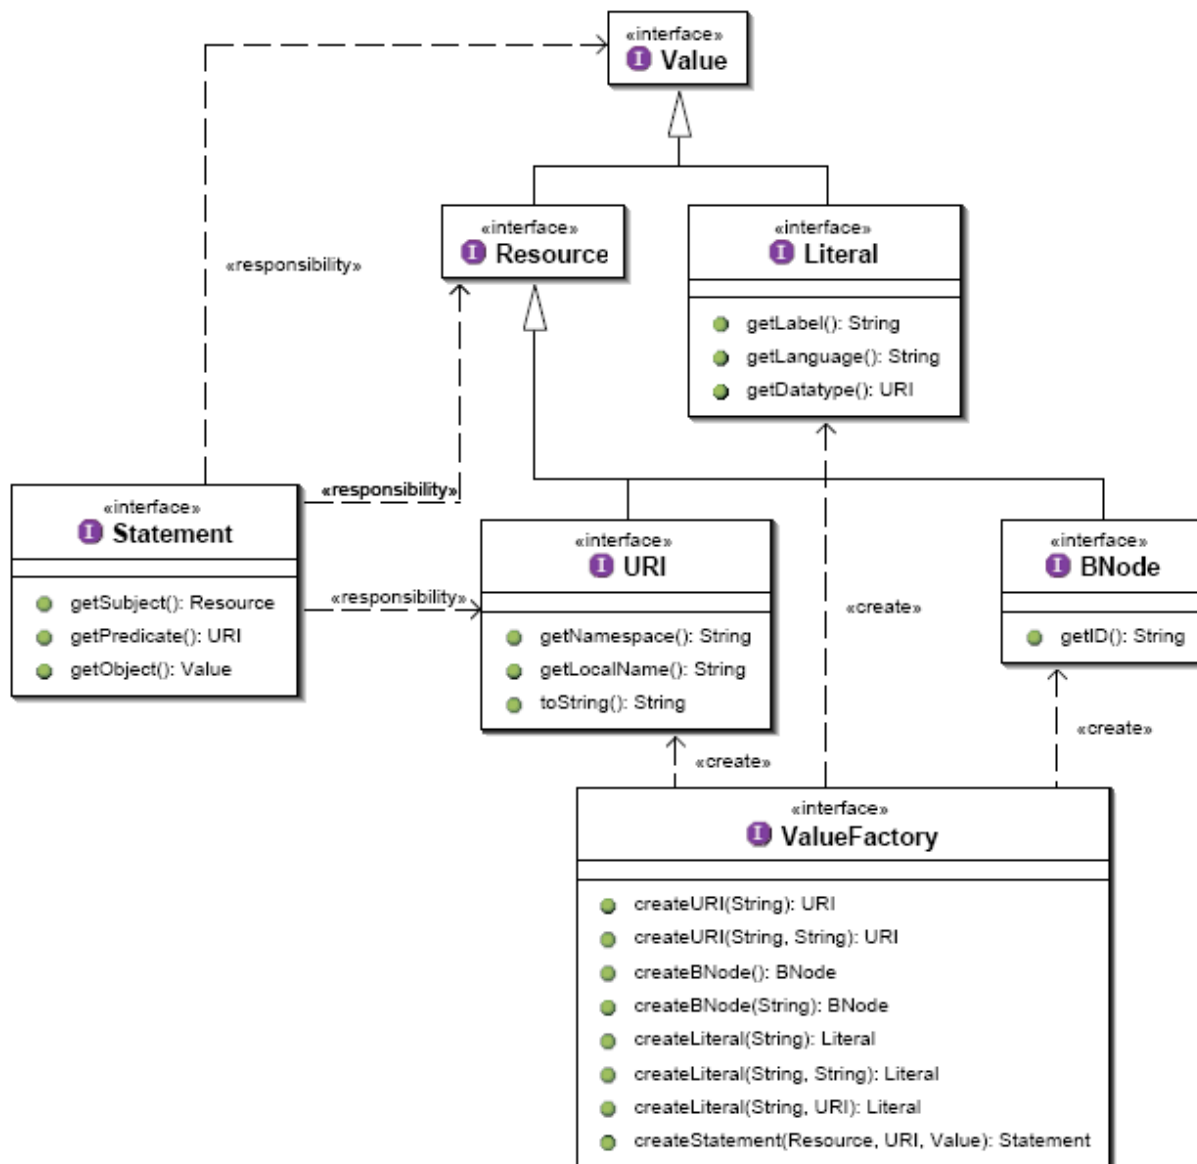 «interface»
I Value
«interface»
I Resource
«interface»
I Literal
getLabel(): String
getLanguage(): String
getDatatype(): URI
«responsibility»
«responsibility»
«responsibility»
«interface»
I Statement
getSubject(): Resource
getPredicate(): URI
getObject(): Value
«interface»
I URI
getNamespace(): String
getLocalName(): String
toString(): String
«interface»
I BNode
getID(): String
«create»
«create»
«create»
«interface»
I ValueFactory
createURI(String): URI
createURI(String, String): URI
createBNode(): BNode
createBNode(String): BNode
createLiteral(String): Literal
createLiteral(String, String): Literal
createLiteral(String, URI): Literal
createStatement(Resource, URI, Value): Statement